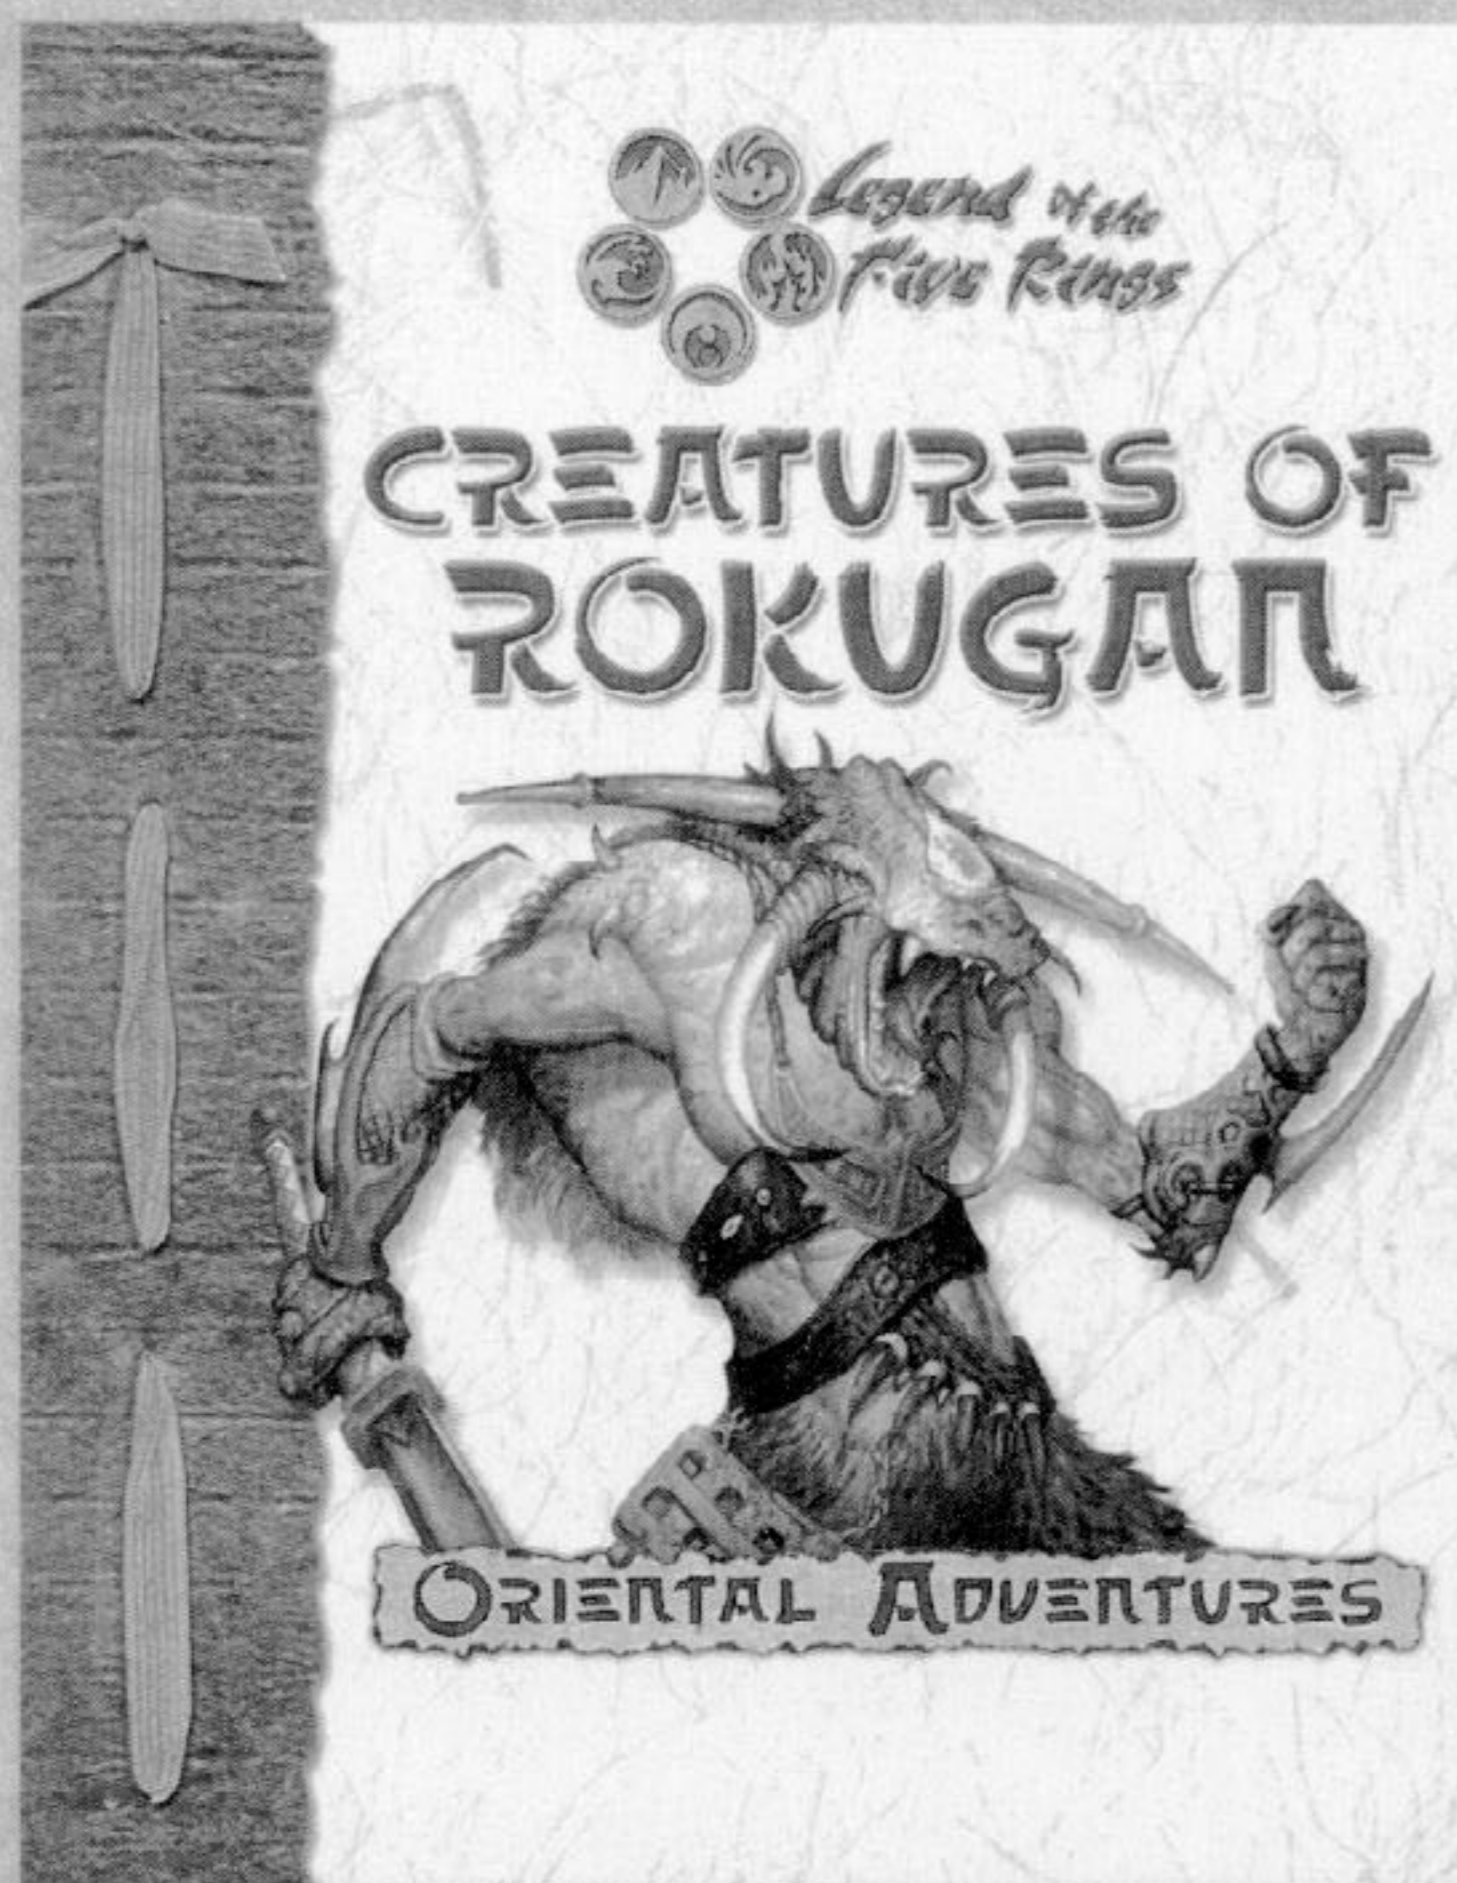 Legend of the
Five Rings
CREATURES OF
ROKUGAN
ORIENTAL ADVENTURES